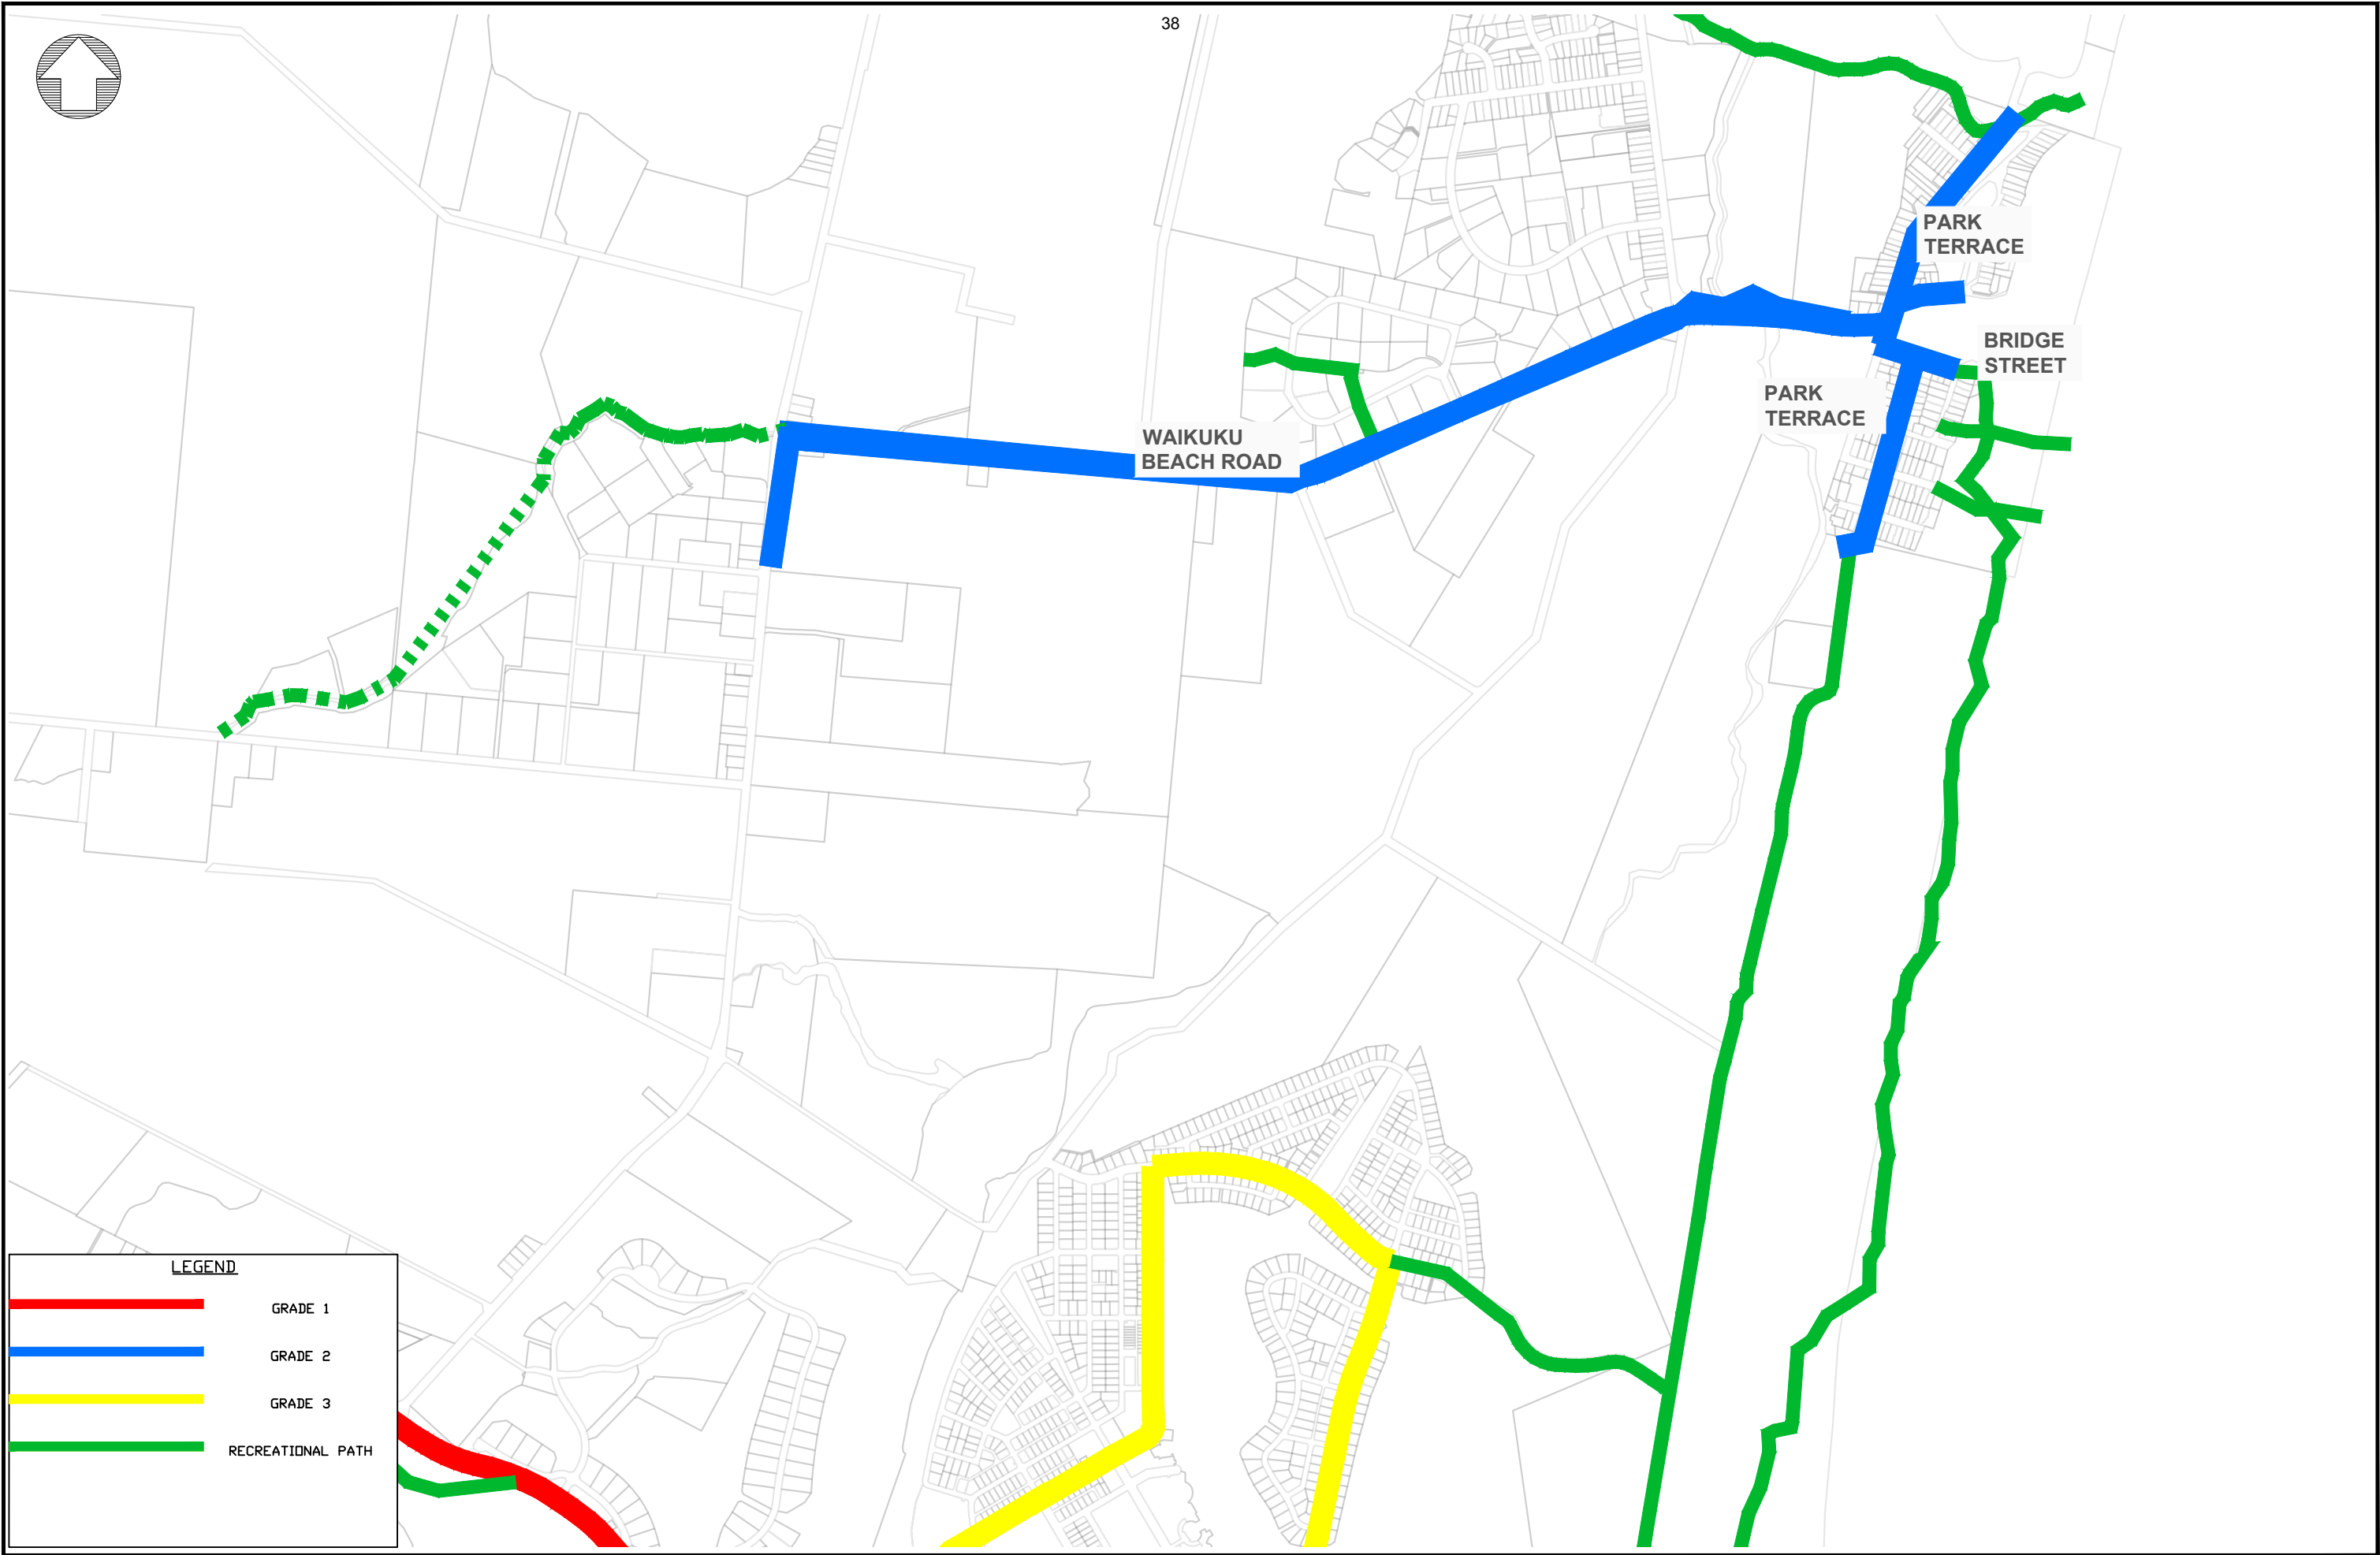 38
PARK
TERRACE
BRIDGE
STREET
PARK
TERRACE
WAIKUKU
BEACH ROAD
LEGEND
GRADE 1
GRADE 2
GRADE 3
RECREATIONAL PATH